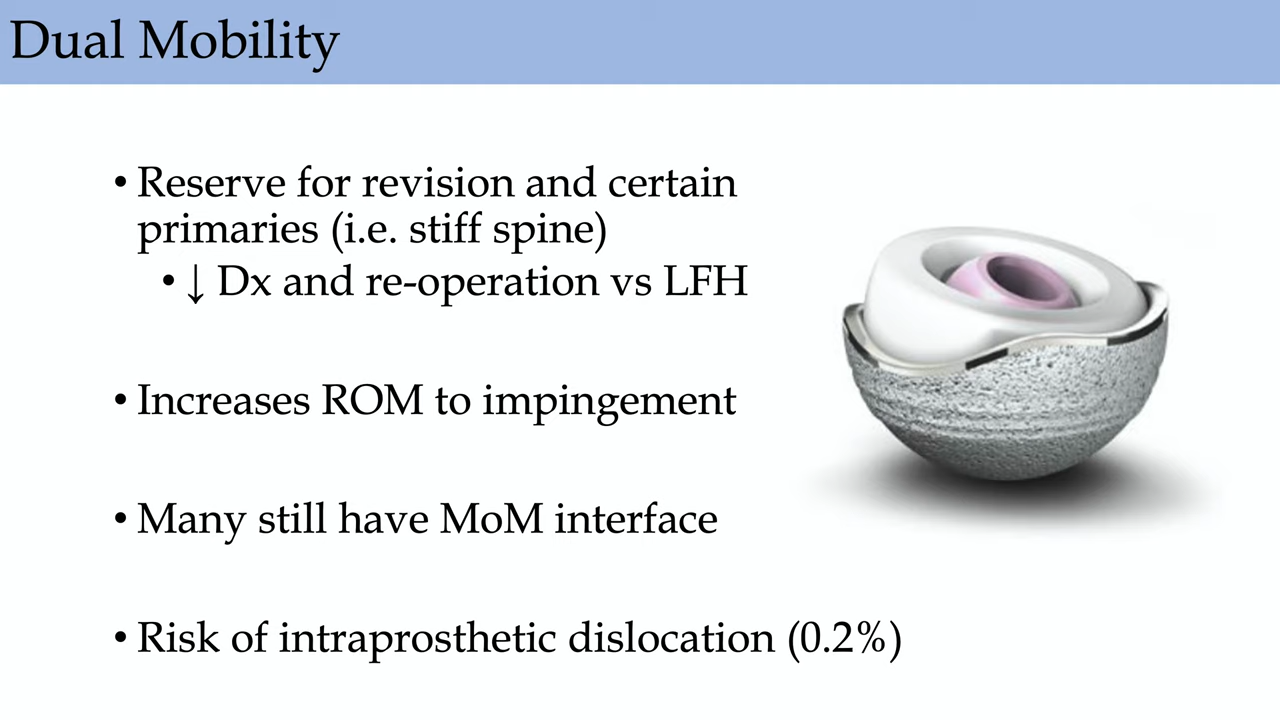 Dual Mobility
• Reserve for revision and certain
primaries (i.e. stiff spine)
• ↓ Dx and re-operation vs LFH
• Increases ROM to impingement
• Many still have MoM interface
• Risk of intraprosthetic dislocation (0.2%)